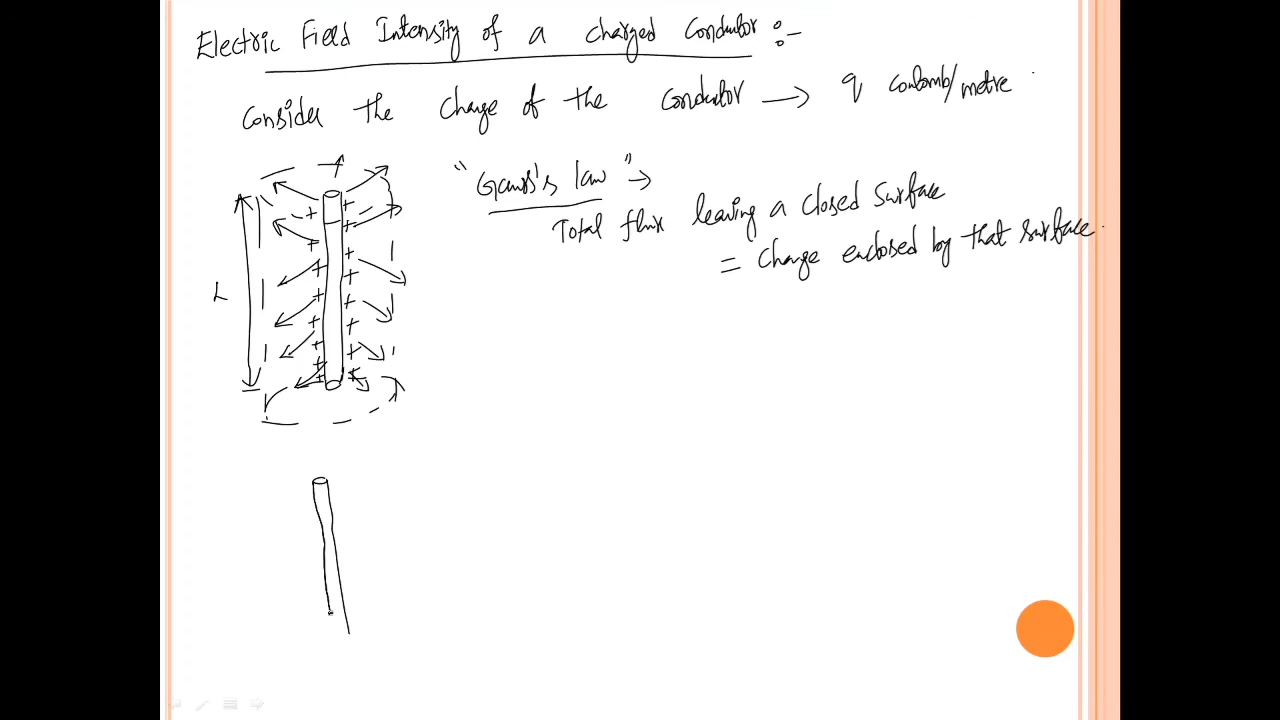 Electric Field Intensity of a charged Conductor :-
Consider the charge of the conductor → q coulomb/metre
"Gauss's law" →
Total flux leaving a closed surface
= charge enclosed by that surface.
L